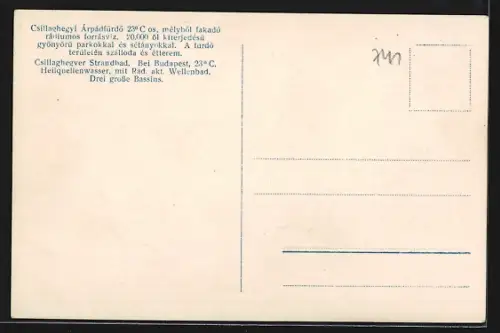 Csillaghegyi Árpádfürdő 23°C os, mélyből fakadó
rádiumos forrásvíz. 20.000 öl kiterjedésű
gyönyörű parkokkal és sétányokkal. A fürdő
területén szálloda és étterem.
Csillaghegyer Strandbad. Bei Budapest, 23°C.
Heilquellenwasser, mit Rad. akt. Wellenbad.
Drei große Bassins.